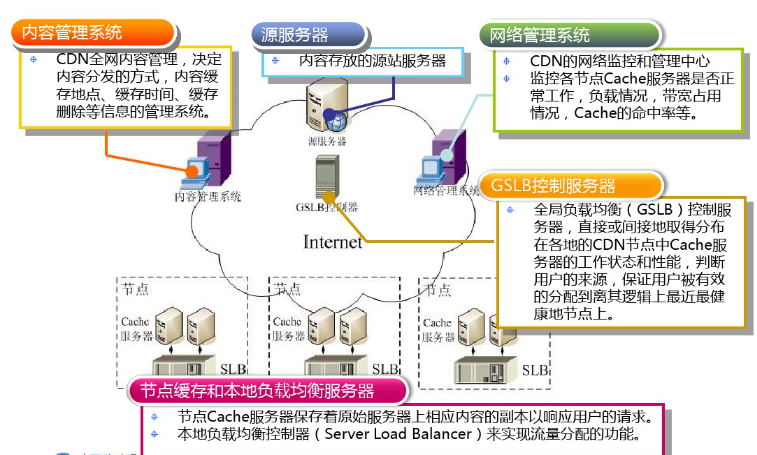 内容管理系统
CDN全网内容管理，决定
内容分发的方式，内容缓
存地点、缓存时间、缓存
删除等信息的管理系统。
源服务器
内容存放的源站服务器
网络管理系统
CDN的网络监控和管理中心
监控各节点Cache服务器是否正
常工作，负载情况，带宽占用
情况，Cache的命中率等。
源服务器
内容管理系统
GSLB控制器
网络管理系统
Internet
GSLB控制服务器
全局负载均衡（GSLB）控制服
务器，直接或间接地取得分布
在各地的CDN节点中Cache服
务器的工作状态和性能，判断
用户的来源，保证用户被有效
的分配到离其逻辑上最近最健
康地节点上。
节点
Cache
服务器
SLB
节点
Cache
服务器
SLB
节点
Cache
服务器
SLB
节点缓存和本地负载均衡服务器
节点Cache服务器保存着原始服务器上相应内容的副本以响应用户的请求。
本地负载均衡控制器（Server Load Balancer）来实现流量分配的功能。